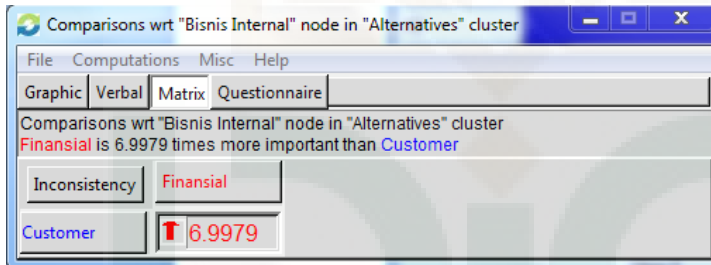 Comparisons wrt "Bisnis Internal" node in "Alternatives" cluster
File Computations Misc Help
Graphic Verbal Matrix Questionnaire
Comparisons wrt "Bisnis Internal" node in "Alternatives" cluster
Finansial is 6.9979 times more important than Customer
Inconsistency Finansial
Customer 6.9979